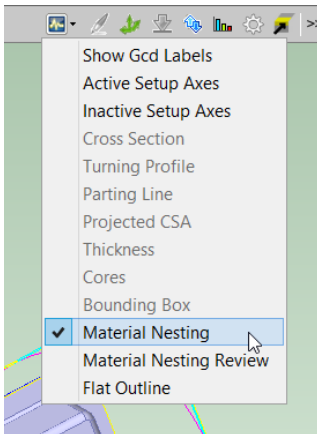 Show Gcd Labels
Active Setup Axes
Inactive Setup Axes
Cross Section
Turning Profile
Parting Line
Projected CSA
Thickness
Cores
Bounding Box
Material Nesting
Material Nesting Review
Flat Outline